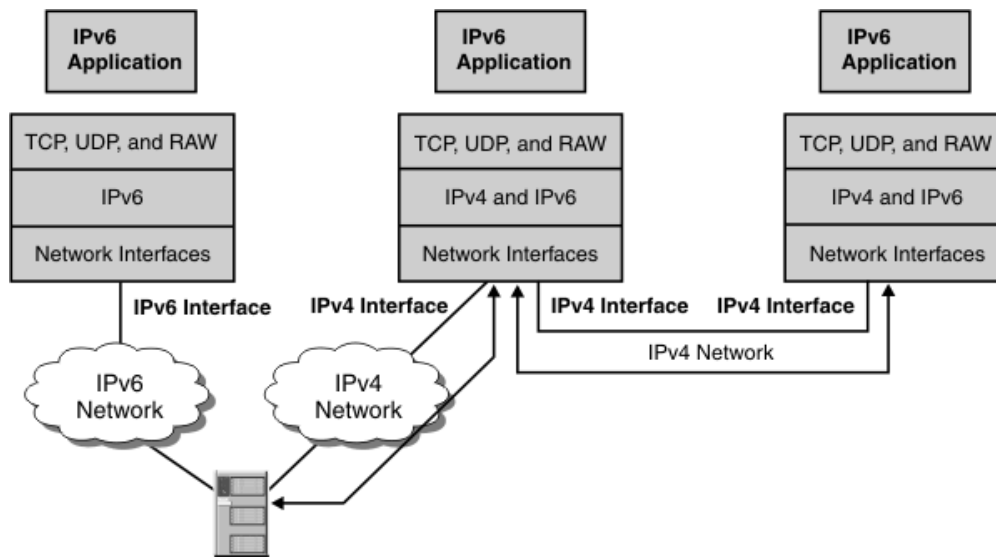 IPv6
Application
IPv6
Application
IPv6
Application
TCP, UDP, and RAW
TCP, UDP, and RAW
TCP, UDP, and RAW
IPv6
IPv4 and IPv6
IPv4 and IPv6
Network Interfaces
Network Interfaces
Network Interfaces
IPv6 Interface
IPv4 Interface
IPv4 Interface
IPv4 Interface
IPv4 Network
IPv6
Network
IPv4
Network